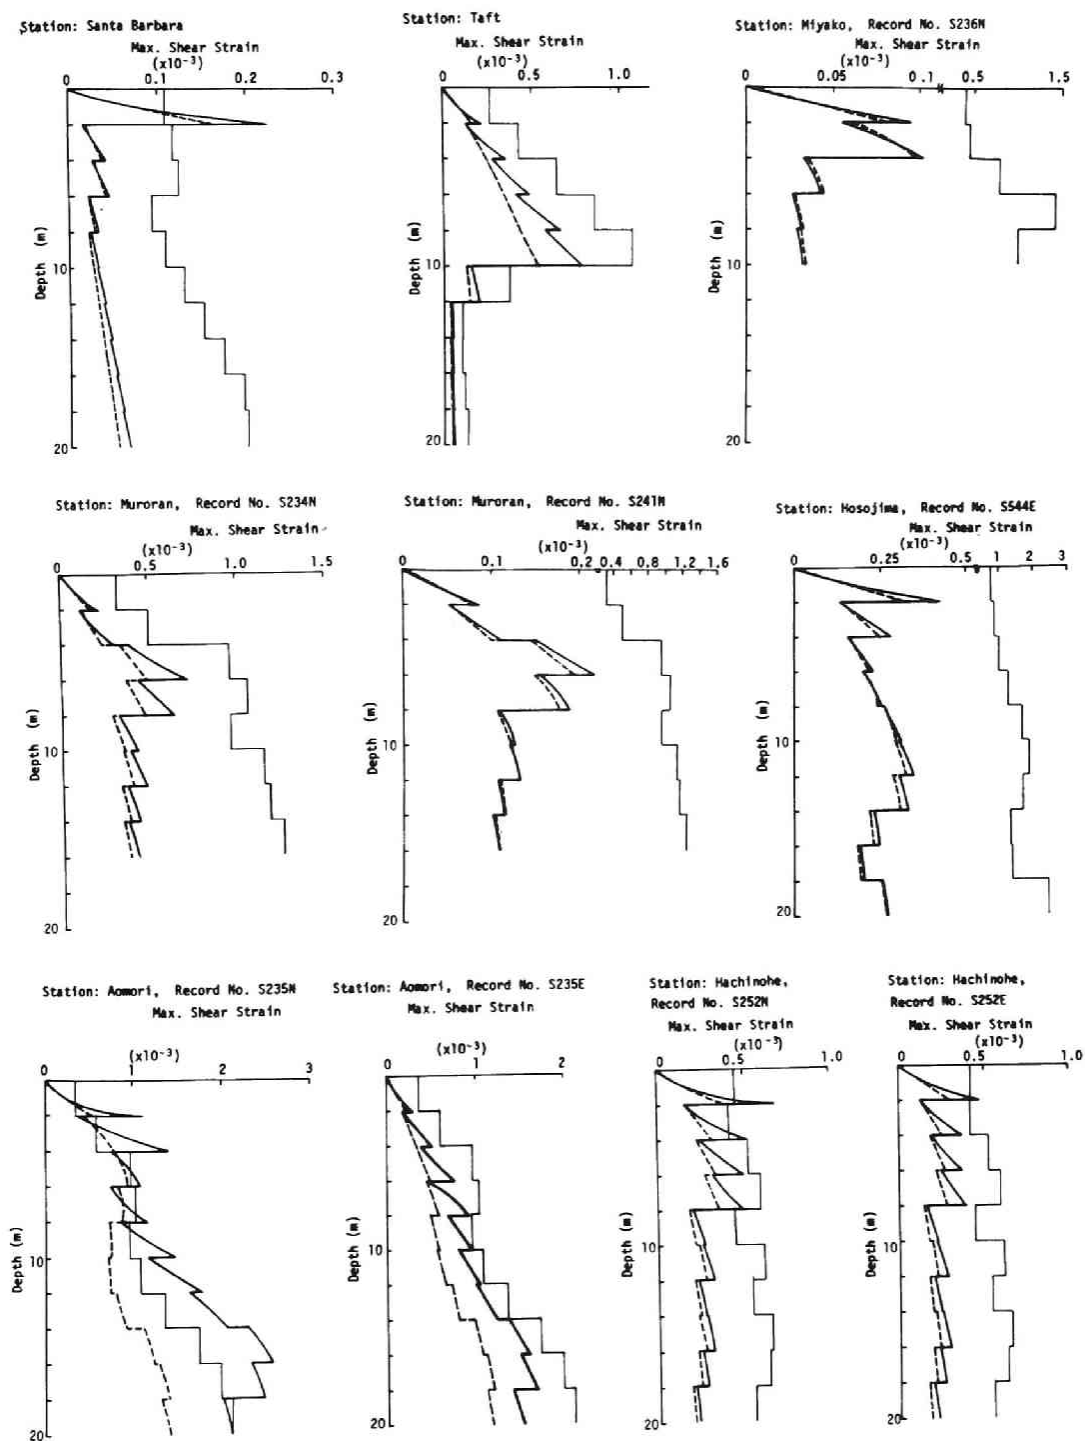 Station: Santa Barbara
Max. Shear Strain
(x10-3)
0 0.1 0.2 0.3
Depth (m)
10
20
Station: Taft
Max. Shear Strain
(x10-3)
0 0.5 1.0
Depth (m)
10
20
Station: Miyako, Record No. S236N
Max. Shear Strain
(x10-3)
0 0.05 0.1 0.5 1.5
Depth (m)
10
20
Station: Muroran, Record No. S234N
Max. Shear Strain
(x10-3)
0 0.5 1.0 1.5
Depth (m)
10
20
Station: Muroran, Record No. S241N
Max. Shear Strain
(x10-3)
0 0.1 0.2 0.4 0.8 1.2 1.6
Depth (m)
10
20
Station: Hosojima, Record No. S544E
Max. Shear Strain
(x10-3)
0 0.25 0.5 1 2 3
Depth (m)
10
20
Station: Aomori, Record No. S235N
Max. Shear Strain
(x10-3)
0 1 2 3
Depth (m)
10
20
Station: Aomori, Record No. S235E
Max. Shear Strain
(x10-3)
0 1 2
Depth (m)
10
20
Station: Hachinohe,
Record No. S252N
Max. Shear Strain
(x10-3)
0 0.5 1.0
Depth (m)
10
20
Station: Hachinohe,
Record No. S252E
Max. Shear Strain
(x10-3)
0 0.5 1.0
Depth (m)
10
20